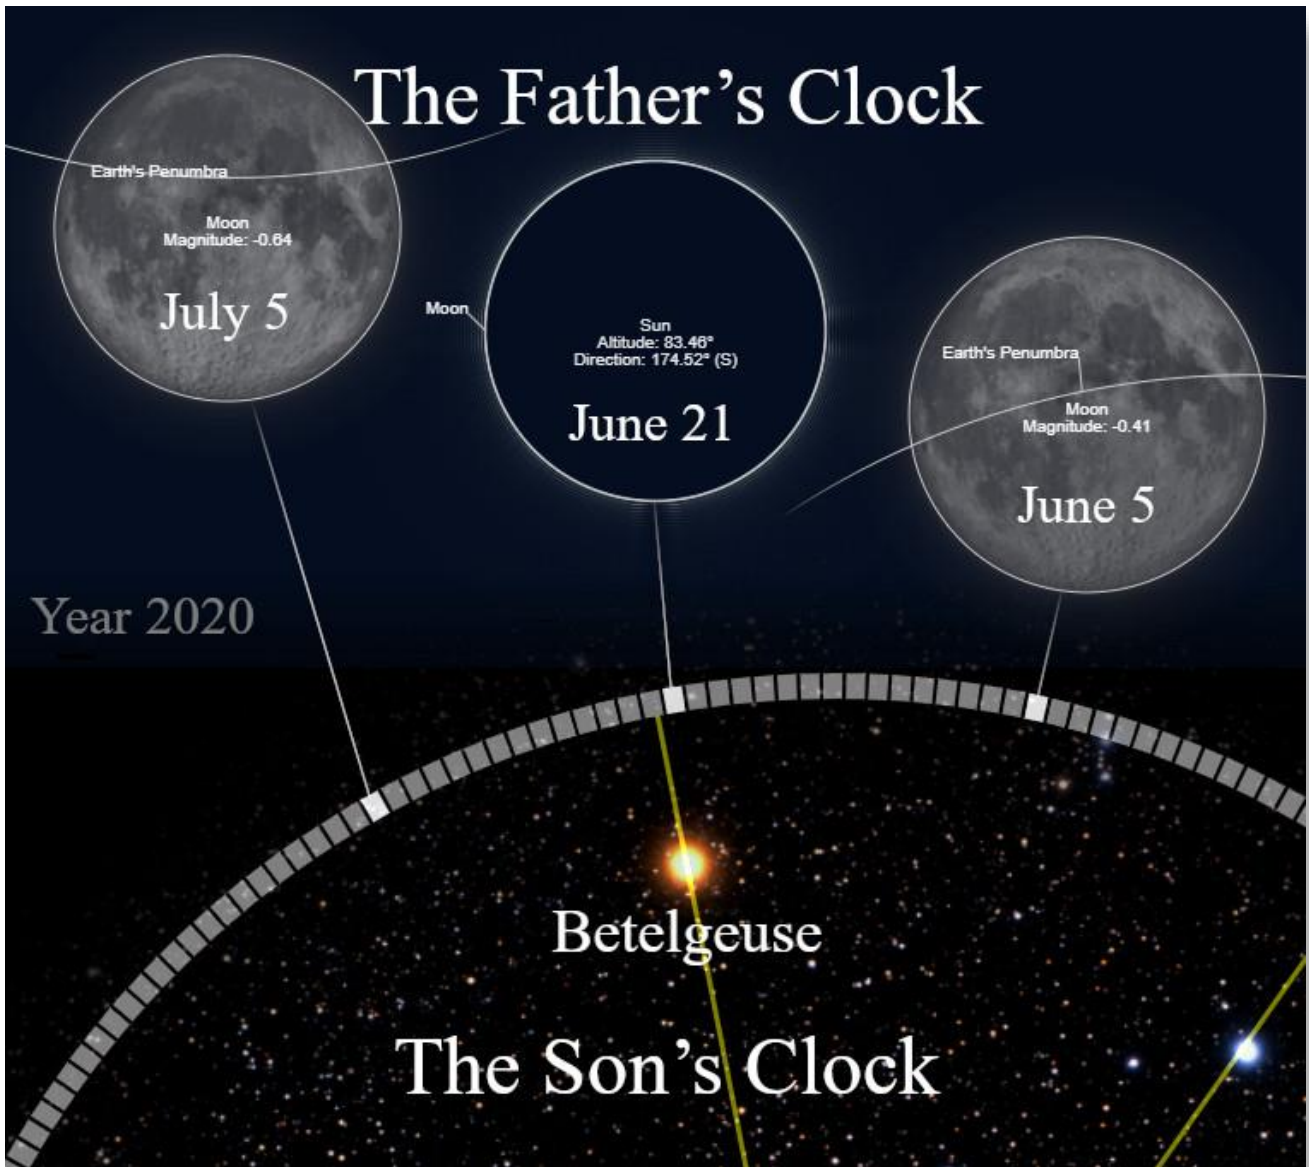 The Father's Clock
Earth's Penumbra
Moon
Magnitude: -0.64
July 5
Moon
Sun
Altitude: 83.46°
Direction: 174.52° (S)
June 21
Earth's Penumbra
Moon
Magnitude: -0.41
June 5
Year 2020
Betelgeuse
The Son's Clock